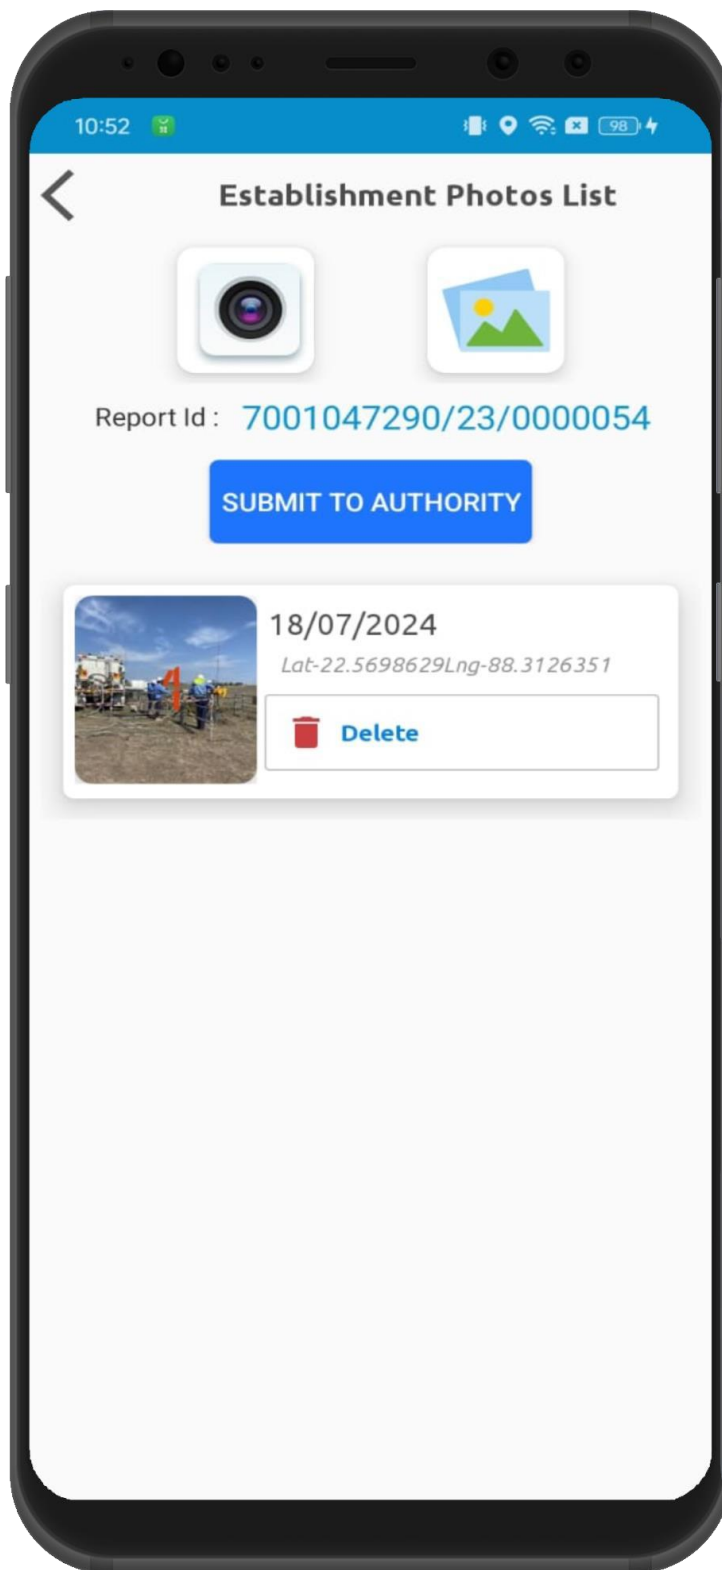 10:52
98
Establishment Photos List
Report Id : 7001047290/23/0000054
SUBMIT TO AUTHORITY
18/07/2024
Lat-22.5698629Lng-88.3126351
Delete